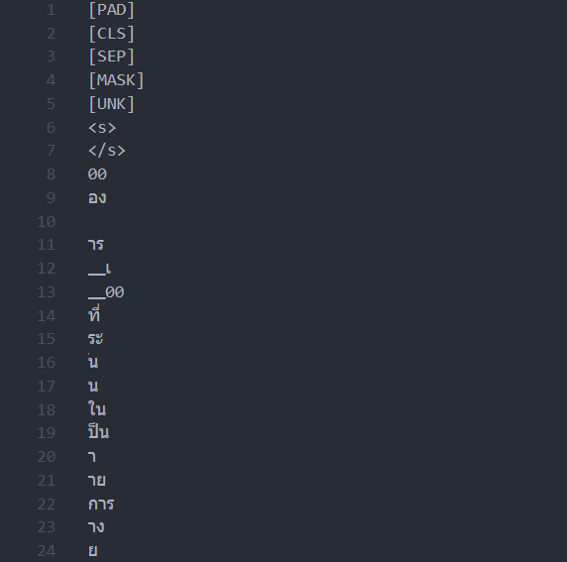 1 [PAD]
2 [CLS]
3 [SEP]
4 [MASK]
5 [UNK]
6 <s>
7 </s>
8 00
9 อง
10
11 าร
12 __เ
13 __00
14 ที่
15 ระ
16 ัน
17 น
18 ใน
19 ป็น
20 า
21 าย
22 การ
23 าง
24 ย